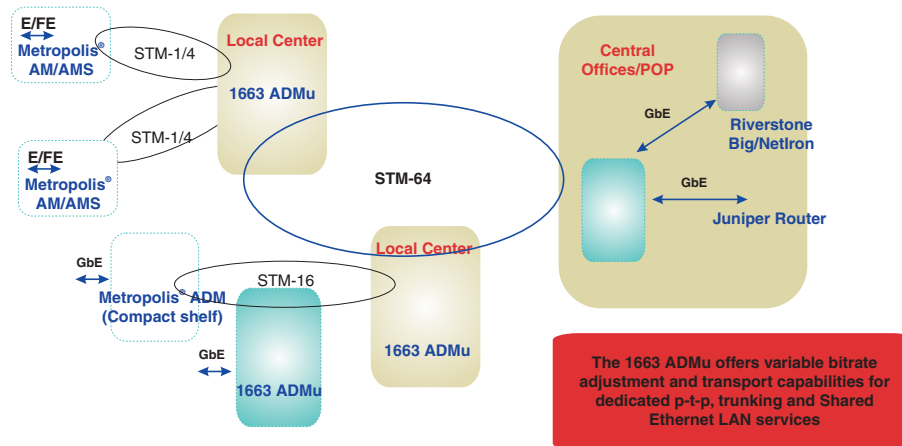 E/FE
Metropolis®
AM/AMS
STM-1/4
Local Center
1663 ADMu
STM-1/4
E/FE
Metropolis®
AM/AMS
STM-64
Central
Offices/POP
GbE
Riverstone
Big/NetIron
GbE
Juniper Router
Local Center
1663 ADMu
GbE
STM-16
Metropolis® ADM
(Compact shelf)
GbE
1663 ADMu
The 1663 ADMu offers variable bitrate
adjustment and transport capabilities for
dedicated p-t-p, trunking and Shared
Ethernet LAN services